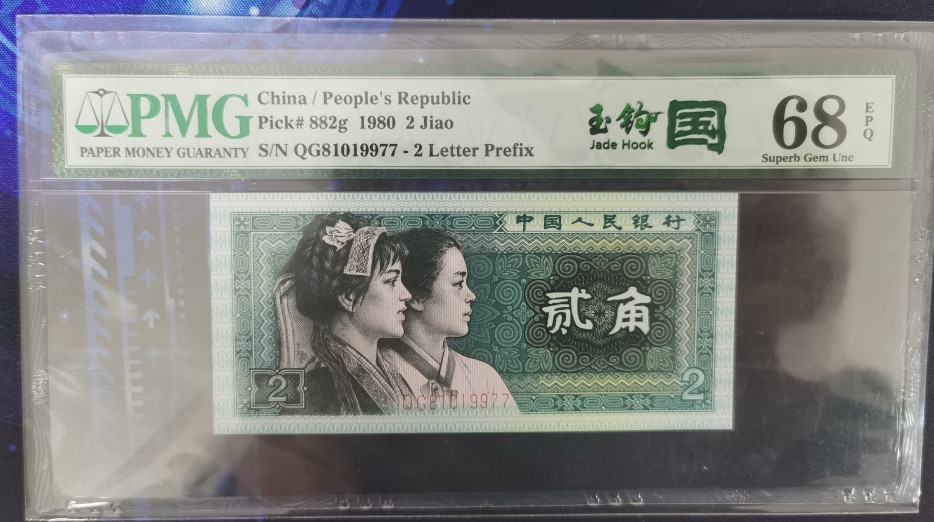 PMG
PAPER MONEY GUARANTY
China / People's Republic
Pick# 882g 1980 2 Jiao
S/N QG81019977 - 2 Letter Prefix
玉钩国
Jade Hook
68
EPQ
Superb Gem Unc
中国人民银行
2
贰角
2
2
QG81019977